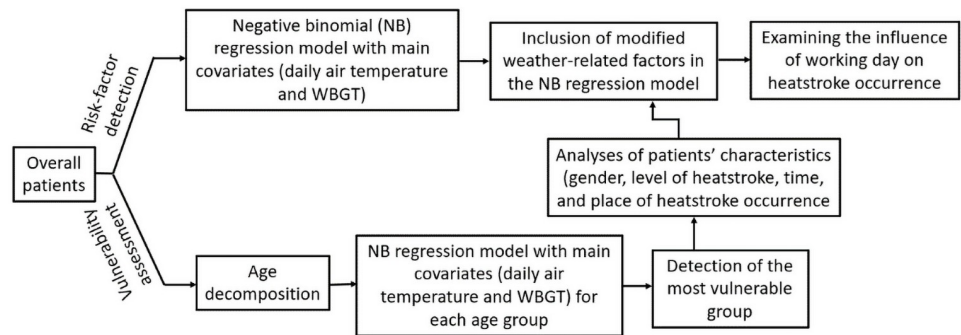 Overall
patients
Risk-factor
detection
Negative binomial (NB)
regression model with main
covariates (daily air temperature
and WBGT)
Inclusion of modified
weather-related factors in
the NB regression model
Examining the influence
of working day on
heatstroke occurrence
Vulnerability
assessment
Age
decomposition
NB regression model with main
covariates (daily air
temperature and WBGT) for
each age group
Detection of the
most vulnerable
group
Analyses of patients' characteristics
(gender, level of heatstroke, time,
and place of heatstroke occurrence